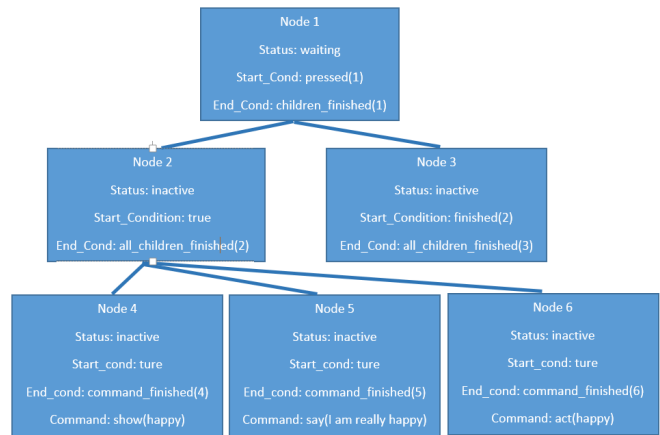 Node 1
Status: waiting
Start_Cond: pressed(1)
End_Cond: children_finished(1)
Node 2
Status: inactive
Start_Condition: true
End_Cond: all_children_finished(2)
Node 3
Status: inactive
Start_Condition: finished(2)
End_Cond: all_children_finished(3)
Node 4
Status: inactive
Start_cond: ture
End_cond: command_finished(4)
Command: show(happy)
Node 5
Status: inactive
Start_cond: ture
End_cond: command_finished(5)
Command: say(I am really happy)
Node 6
Status: inactive
Start_cond: ture
End_cond: command_finished(6)
Command: act(happy)